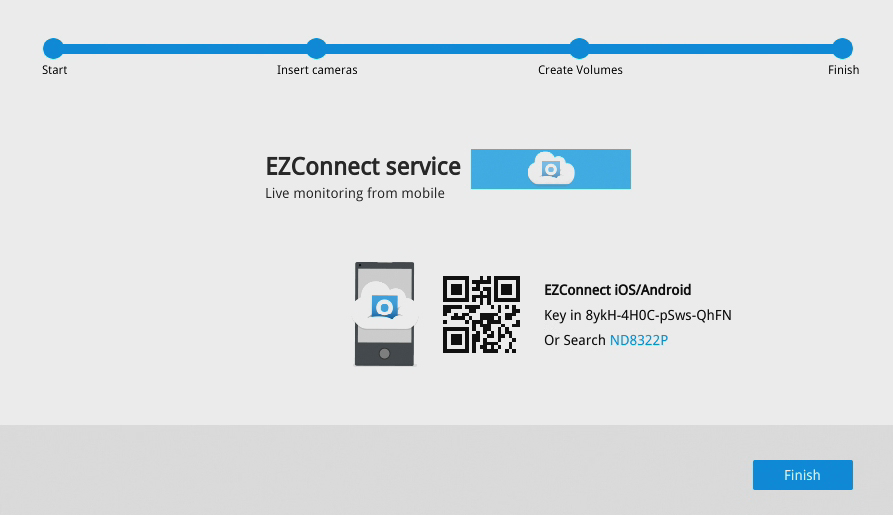 Start
Insert cameras
Create Volumes
Finish
EZConnect service
Live monitoring from mobile
EZConnect iOS/Android
Key in 8ykH-4H0C-pSws-QhFN
Or Search ND8322P
Finish